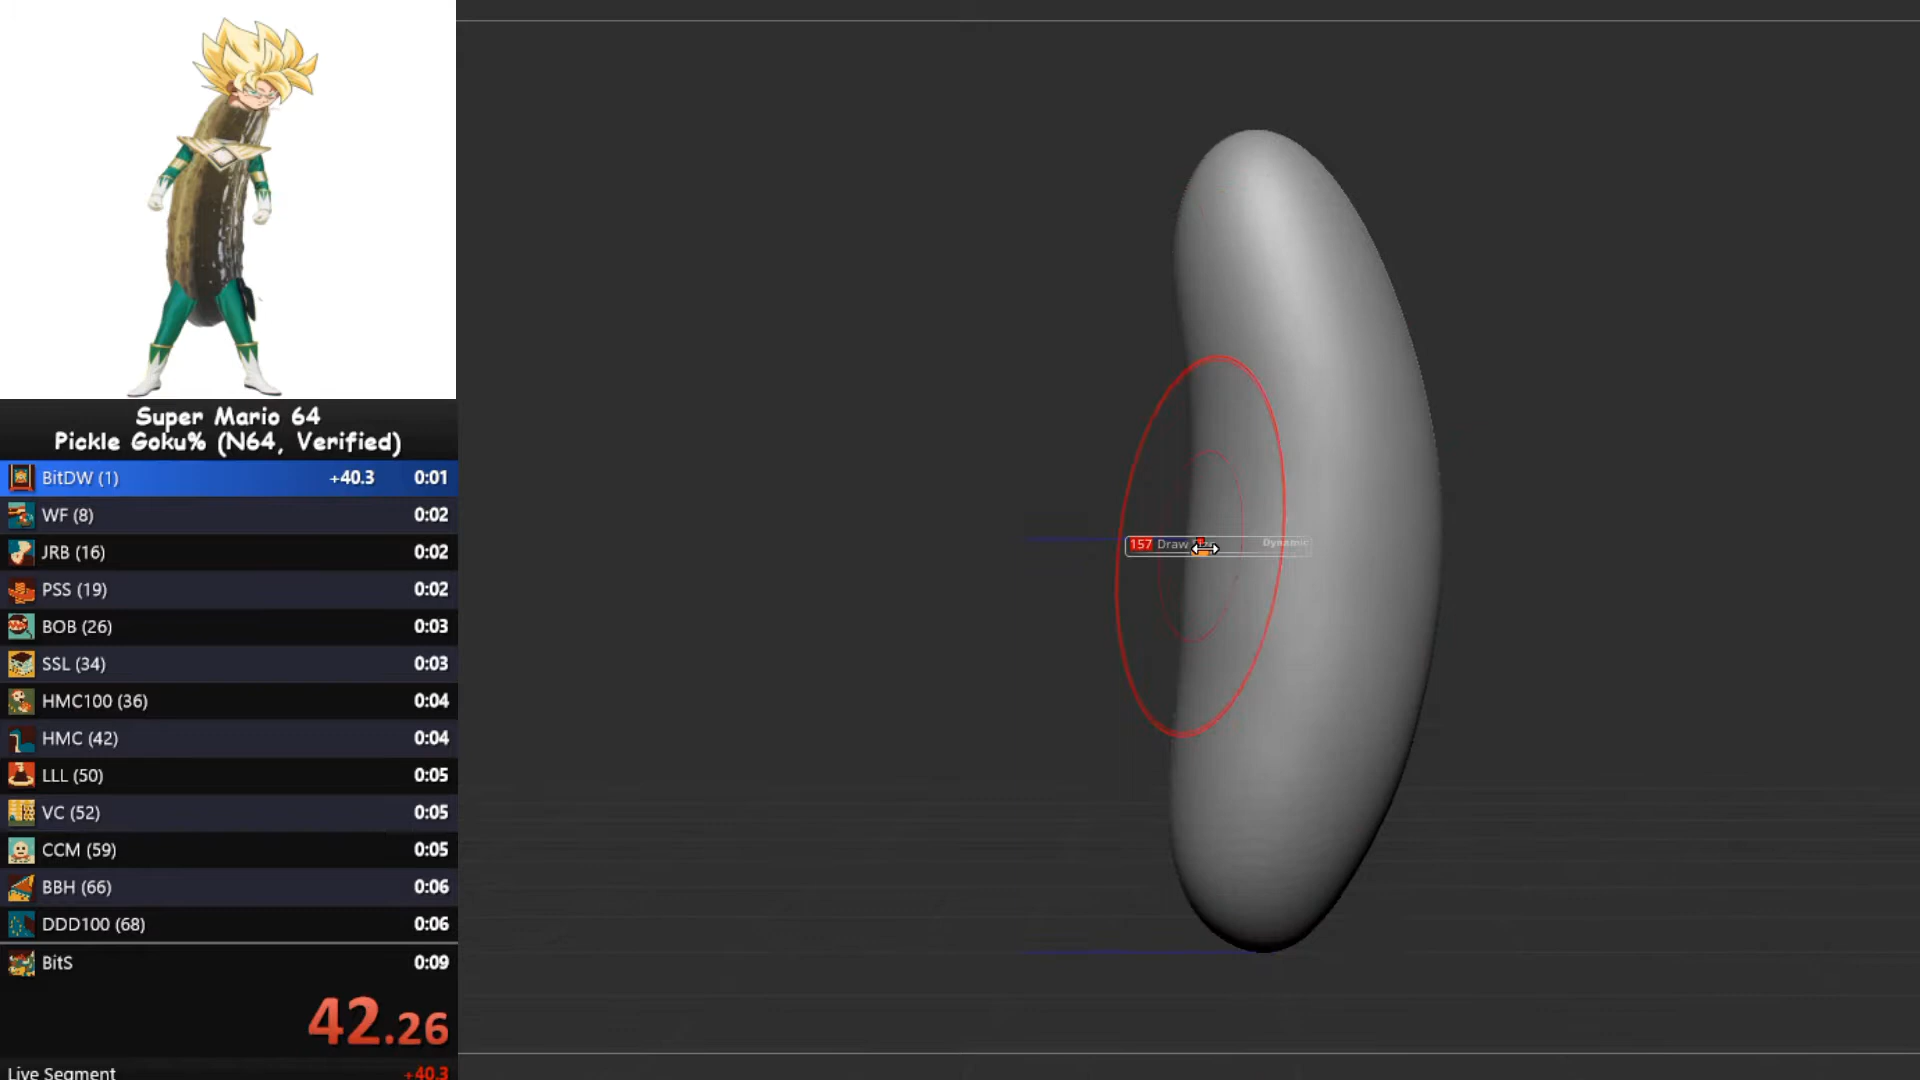 Super Mario 64
Pickle Goku% (N64, Verified)
BitDW (1) +40.3 0:01
WF (8) 0:02
JRB (16) 0:02
PSS (19) 0:02
BOB (26) 0:03
SSL (34) 0:03
HMC100 (36) 0:04
HMC (42) 0:04
LLL (50) 0:05
VC (52) 0:05
CCM (59) 0:05
BBH (66) 0:06
DDD100 (68) 0:06
BitS 0:09
42.26
Live Segment +40.3
157 Draw Dynamic